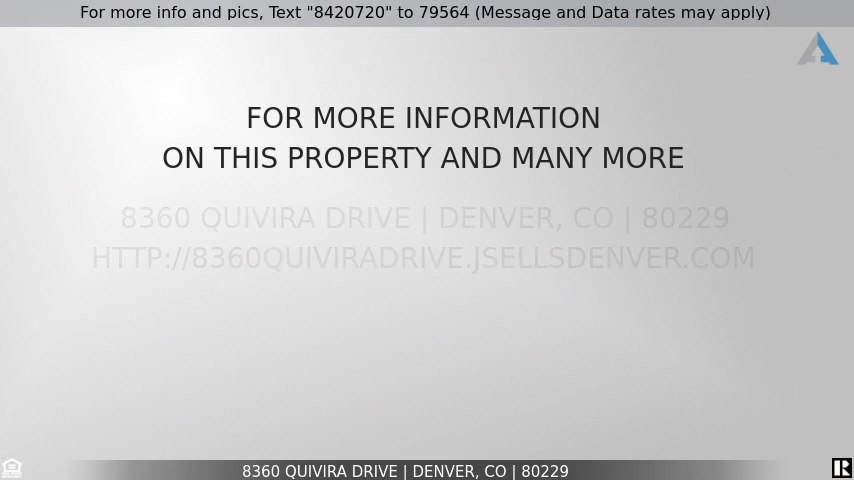 For more info and pics, Text "8420720" to 79564 (Message and Data rates may apply)
FOR MORE INFORMATION
ON THIS PROPERTY AND MANY MORE
8360 QUIVIRA DRIVE | DENVER, CO | 80229
HTTP://8360QUIVIRADRIVE.JSELLSDENVER.COM
8360 QUIVIRA DRIVE | DENVER, CO | 80229